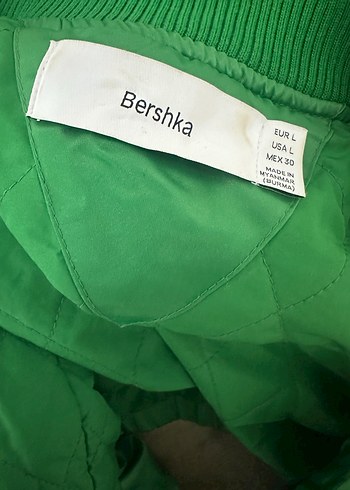 Bershka
EUR L
USA L
MEX 30
MADE IN
MYANMAR
(BURMA)